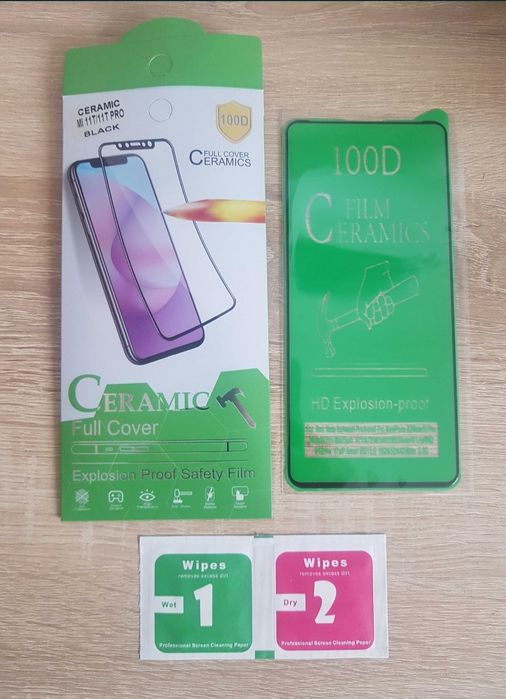 CERAMIC
MI 11T/11T PRO
BLACK
100D
FULL COVER
CERAMICS
CERAMIC
Full Cover
Explosion Proof Safety Film
100D
FILM
CERAMICS
HD Explosion-proof
Wipes
removes excess dirt
Wet
1
Professional Screen Cleaning Paper
Wipes
removes excess dirt
Dry
2
Professional Screen Cleaning Paper